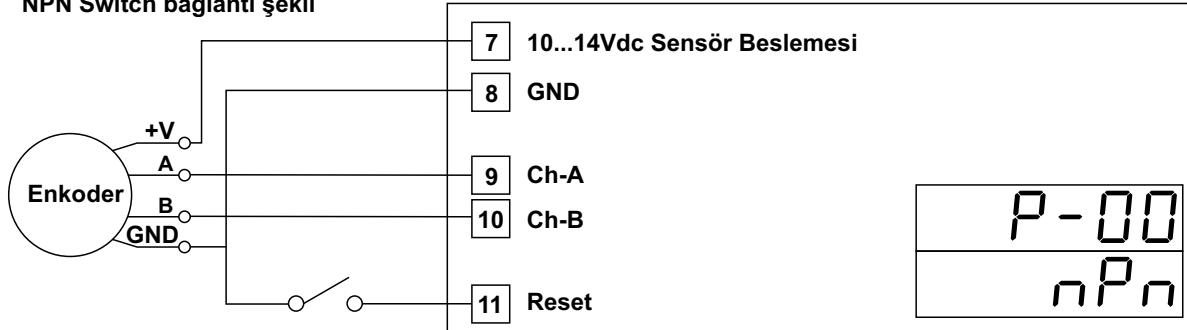 NPN Switch bağlantı şekli
7 10...14Vdc Sensör Beslemesi
8 GND
+V
A
Enkoder
B
GND
9 Ch-A
10 Ch-B
11 Reset
P-00
nPn